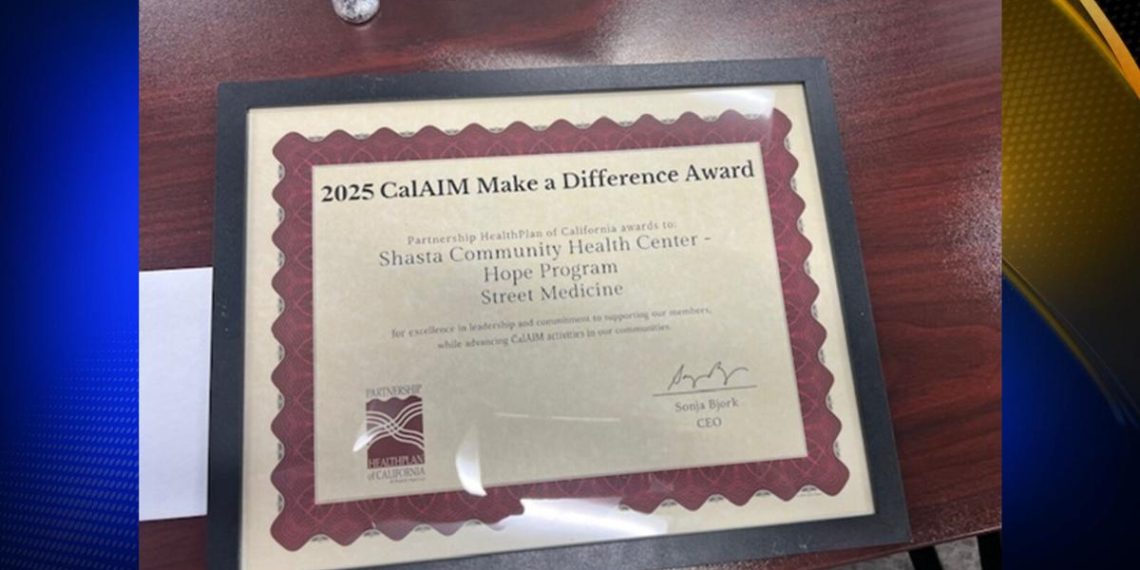 2025 CalAIM Make a Difference Award
Partnership HealthPlan of California awards to:
Shasta Community Health Center -
Hope Program
Street Medicine
for excellence in leadership and commitment to supporting our members,
while advancing CalAIM activities in our communities.
Sonja Bjork
CEO
PARTNERSHIP
HEALTHPLAN
of CALIFORNIA